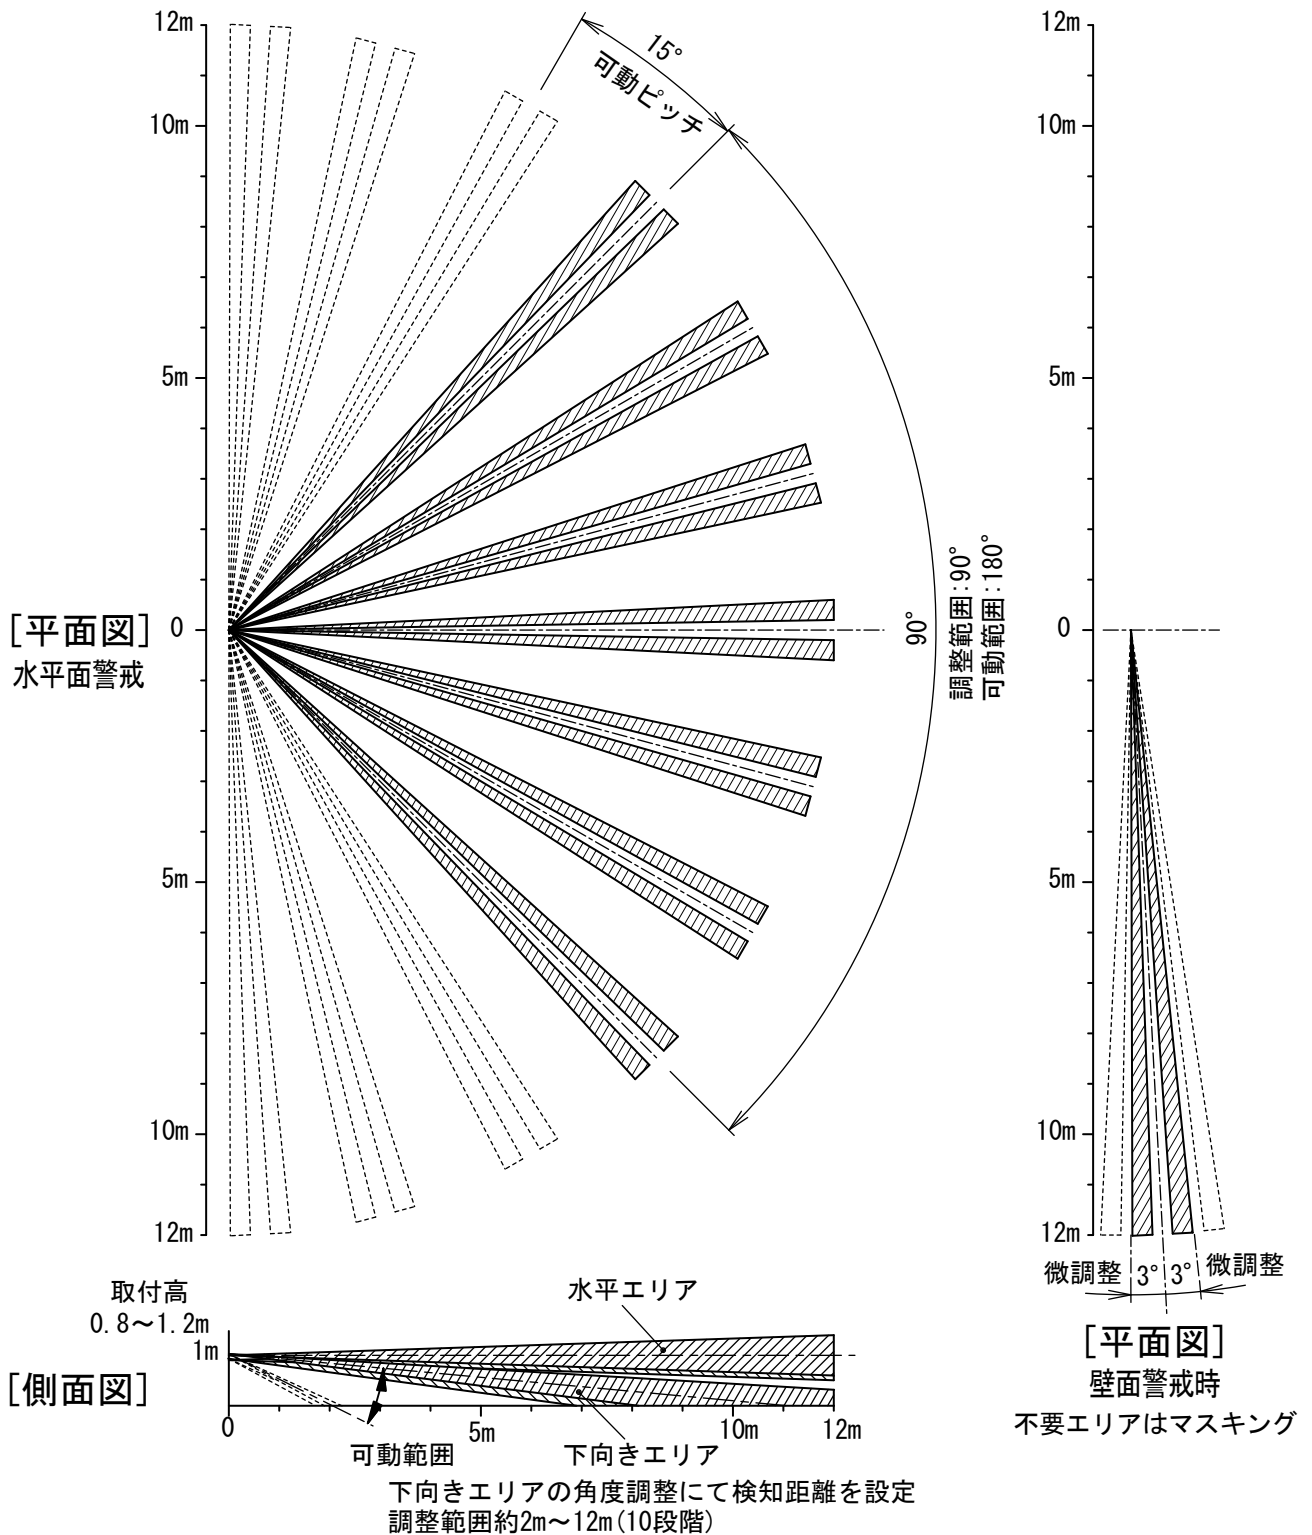 12m
10m
5m
0
5m
10m
12m
[平面図]
水平面警戒
15°
可動ピッチ
90°
調整範囲:90°
可動範囲:180°
12m
10m
5m
0
5m
10m
12m
微調整
3°
3°
微調整
[平面図]
壁面警戒時
不要エリアはマスキング
取付高
0.8～1.2m
1m
[側面図]
水平エリア
0
5m
10m
12m
可動範囲
下向きエリア
下向きエリアの角度調整にて検知距離を設定
調整範囲約2m～12m(10段階)